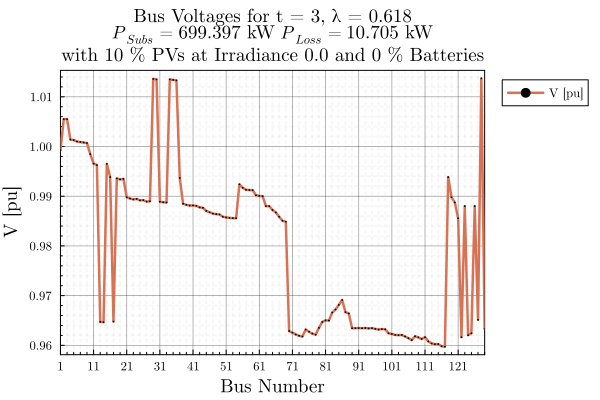 Bus Voltages for t = 3, λ = 0.618
P_Subs = 699.397 kW P_Loss = 10.705 kW
with 10 % PVs at Irradiance 0.0 and 0 % Batteries
V [pu]
1.01
1.00
0.99
0.98
0.97
0.96
V [pu]
1 11 21 31 41 51 61 71 81 91 101 111 121
Bus Number